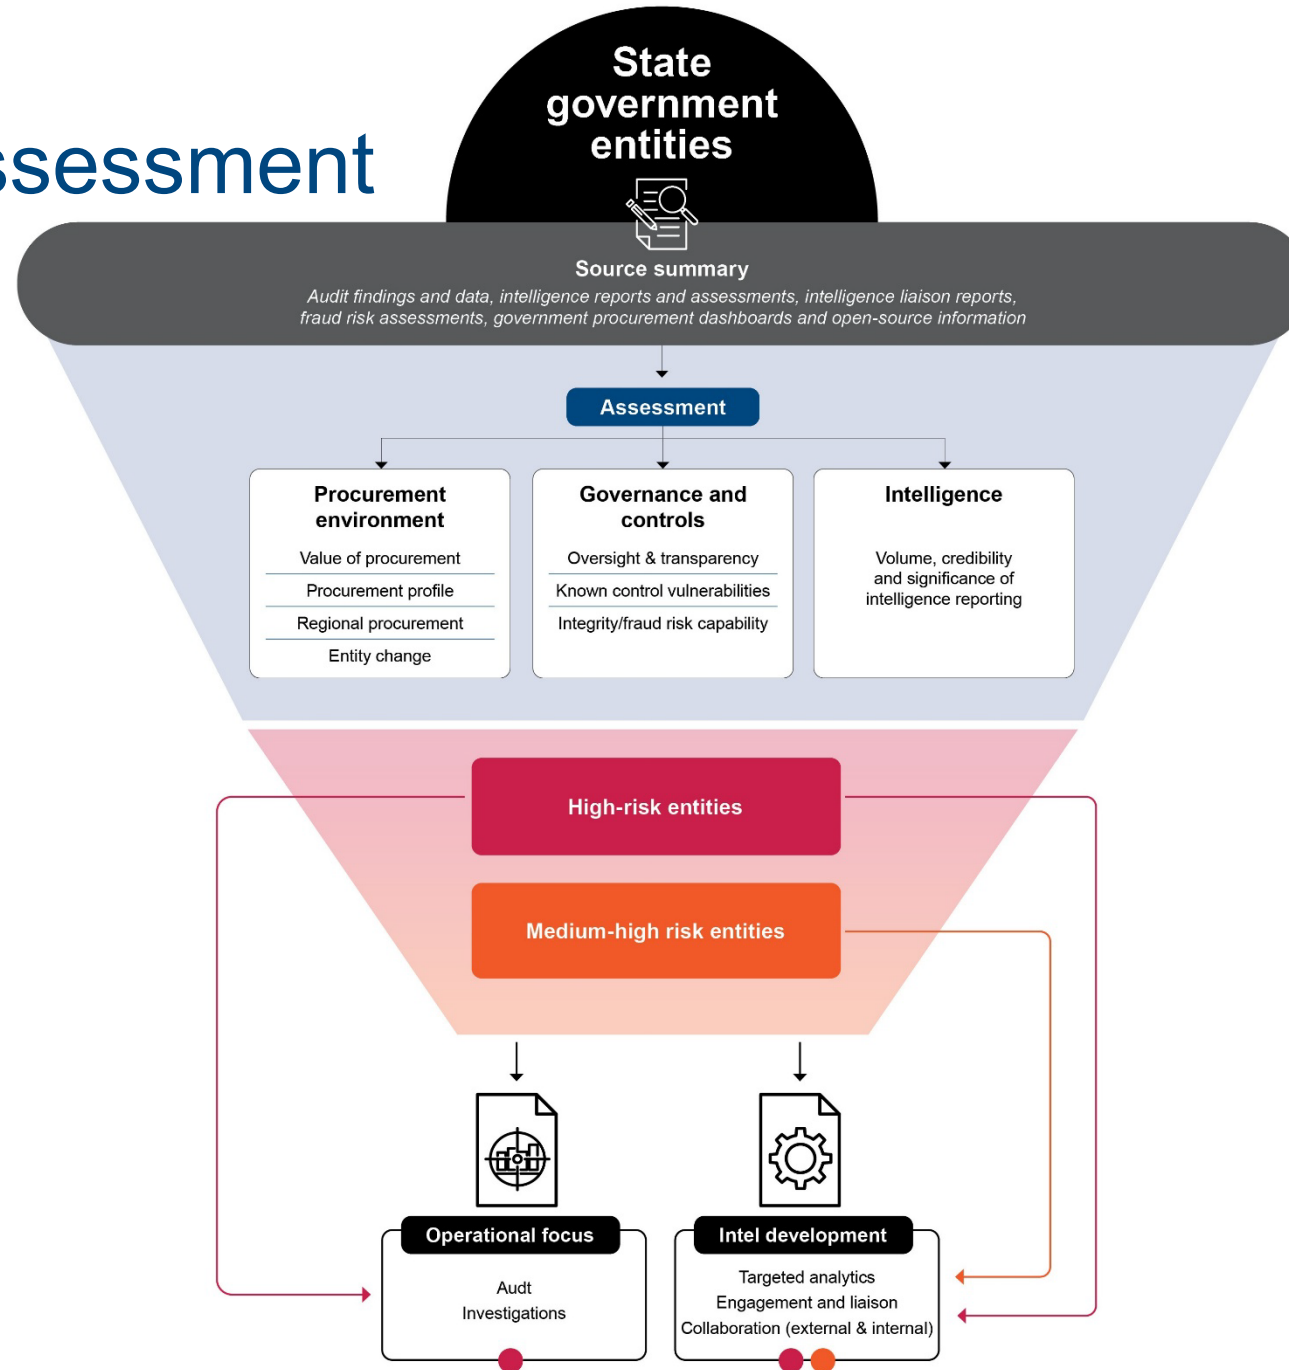 State
government
entities
ssessment
Source summary
Audit findings and data, intelligence reports and assessments, intelligence liaison reports,
fraud risk assessments, government procurement dashboards and open-source information
Assessment
Procurement
environment
Value of procurement
Procurement profile
Regional procurement
Entity change
Governance and
controls
Oversight & transparency
Known control vulnerabilities
Integrity/fraud risk capability
Intelligence
Volume, credibility
and significance of
intelligence reporting
High-risk entities
Medium-high risk entities
Operational focus
Audt
Investigations
Intel development
Targeted analytics
Engagement and liaison
Collaboration (external & internal)